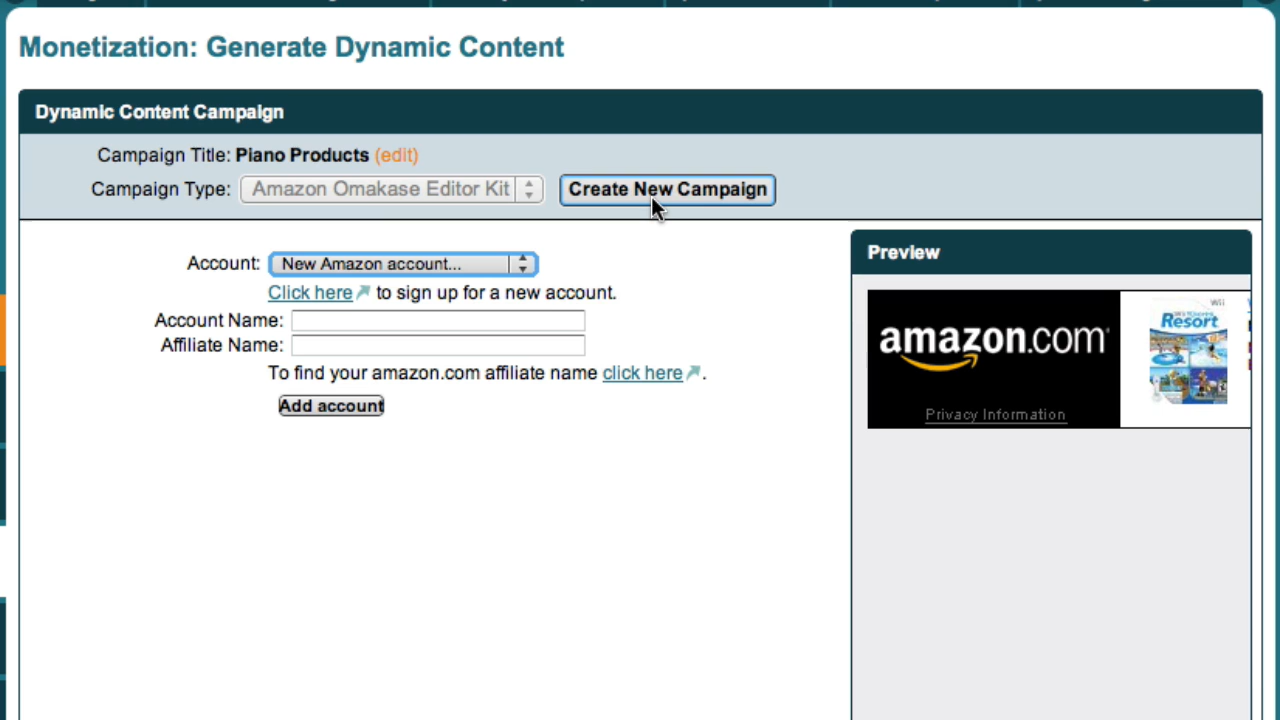 Monetization: Generate Dynamic Content
Dynamic Content Campaign
Campaign Title: Piano Products (edit)
Campaign Type: Amazon Omakase Editor Kit Create New Campaign
Account: New Amazon account...
Click here to sign up for a new account.
Account Name:
Affiliate Name:
To find your amazon.com affiliate name click here.
Add account
Preview
amazon.com
Privacy Information
Wii
Resort